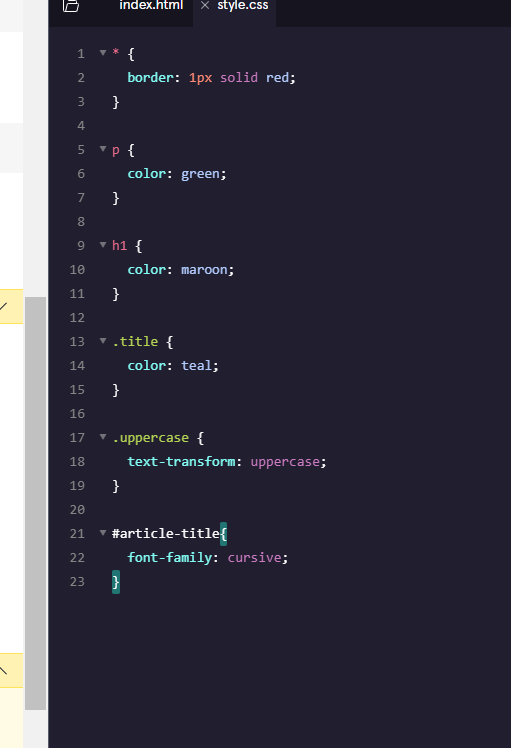 index.html × style.css
1 ▼ * {
2 border: 1px solid red;
3 }
4
5 ▼ p {
6 color: green;
7 }
8
9 ▼ h1 {
10 color: maroon;
11 }
12
13 ▼ .title {
14 color: teal;
15 }
16
17 ▼ .uppercase {
18 text-transform: uppercase;
19 }
20
21 ▼ #article-title{
22 font-family: cursive;
23 }